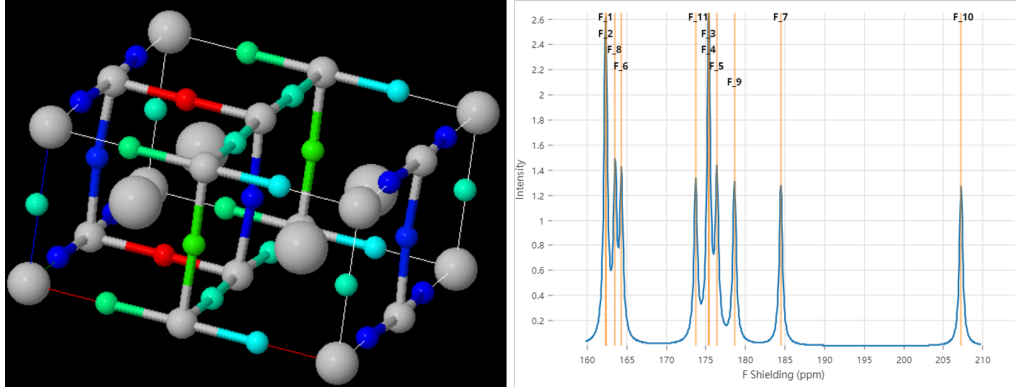 F_1 F_11 F_7 F_10
F_2 F_3
F_8 F_4
F_6 F_5
F_9
2.6
2.4
2.2
2
1.8
1.6
1.4
1.2
1
0.8
0.6
0.4
0.2
Intensity
160 165 170 175 180 185 190 195 200 205 210
F Shielding (ppm)